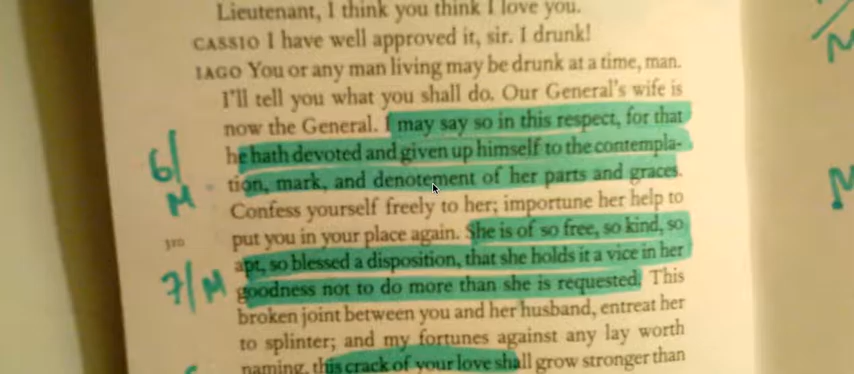 Lieutenant, I think you think I love you.
CASSIO I have well approved it, sir. I drunk!
IAGO You or any man living may be drunk at a time, man.
I'll tell you what you shall do. Our General's wife is
now the General. I may say so in this respect, for that
he hath devoted and given up himself to the contempla-
tion, mark, and denotement of her parts and graces.
Confess yourself freely to her; importune her help to
310 put you in your place again. She is of so free, so kind, so
apt, so blessed a disposition, that she holds it a vice in her
goodness not to do more than she is requested. This
broken joint between you and her husband, entreat her
to splinter; and my fortunes against any lay worth
naming, this crack of your love shall grow stronger than
6/
M
7/M
M